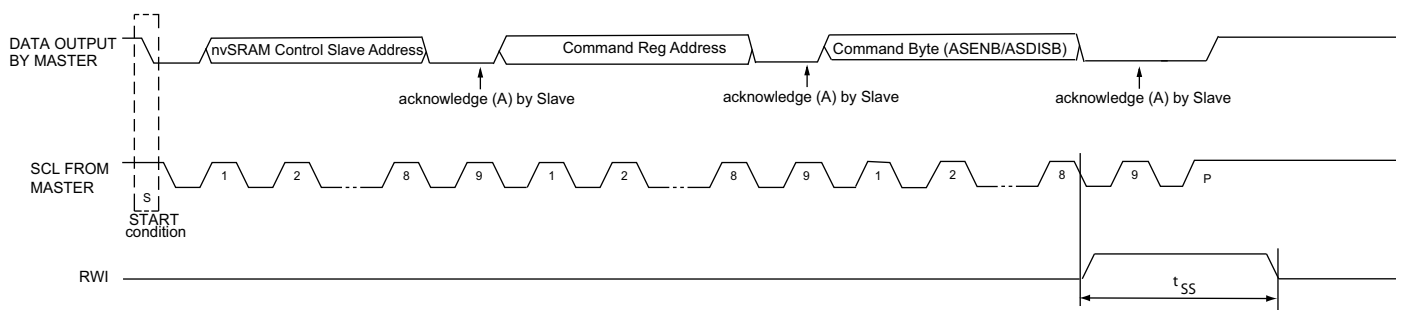 DATA OUTPUT
BY MASTER
nvSRAM Control Slave Address
Command Reg Address
Command Byte (ASENB/ASDISB)
acknowledge (A) by Slave
acknowledge (A) by Slave
acknowledge (A) by Slave
SCL FROM
MASTER
S
1 2 8 9 1 2 8 9 1 2 8 9 P
START
condition
RWI
tSS